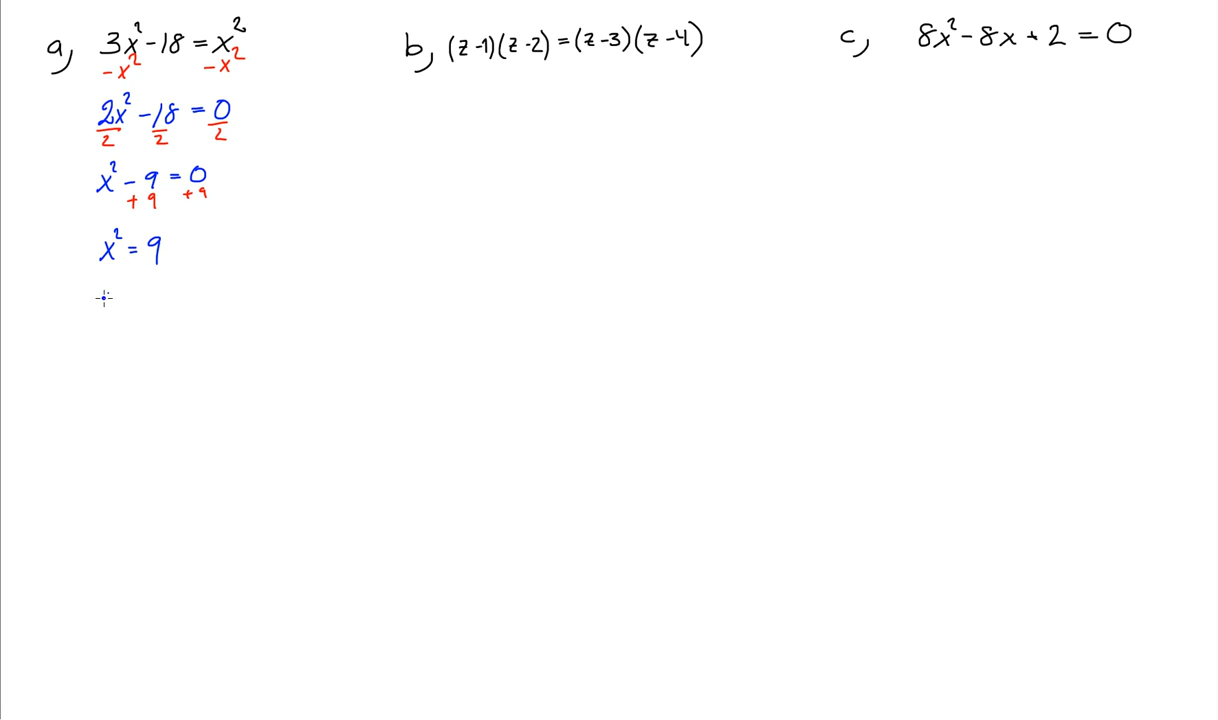 a, 3x²-18 = x²
-x² -x²
2x² - 18 = 0
2 2 2
x² - 9 = 0
+ 9 + 9
x² = 9
b, (z-1)(z-2) = (z-3)(z-4)
c, 8x² - 8x + 2 = 0